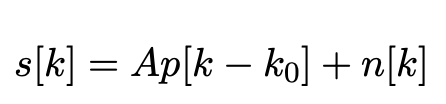 s[k] = Ap[k − k₀] + n[k]